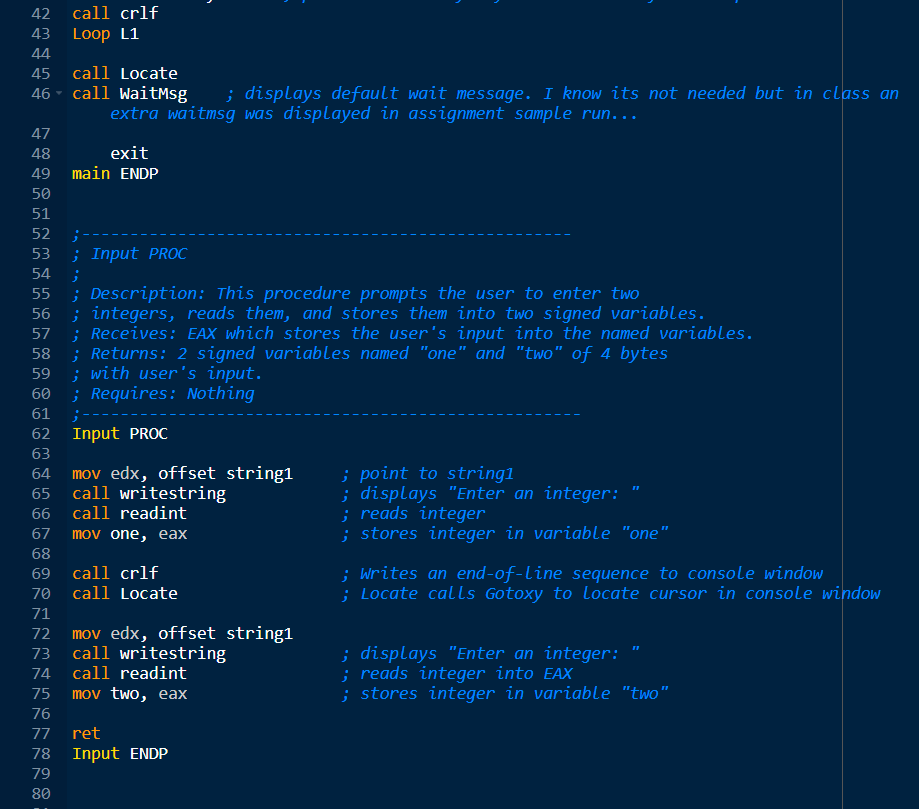 42 call crlf
43 Loop L1
44
45 call Locate
46 call WaitMsg ; displays default wait message. I know its not needed but in class an
extra waitmsg was displayed in assignment sample run...
47
48 exit
49 main ENDP
50
51
52 ;---------------------------------------------------
53 ; Input PROC
54 ;
55 ; Description: This procedure prompts the user to enter two
56 ; integers, reads them, and stores them into two signed variables.
57 ; Receives: EAX which stores the user's input into the named variables.
58 ; Returns: 2 signed variables named "one" and "two" of 4 bytes
59 ; with user's input.
60 ; Requires: Nothing
61 ;----------------------------------------------------
62 Input PROC
63
64 mov edx, offset string1 ; point to string1
65 call writestring ; displays "Enter an integer: "
66 call readint ; reads integer
67 mov one, eax ; stores integer in variable "one"
68
69 call crlf ; Writes an end-of-line sequence to console window
70 call Locate ; Locate calls Gotoxy to locate cursor in console window
71
72 mov edx, offset string1
73 call writestring ; displays "Enter an integer: "
74 call readint ; reads integer into EAX
75 mov two, eax ; stores integer in variable "two"
76
77 ret
78 Input ENDP
79
80